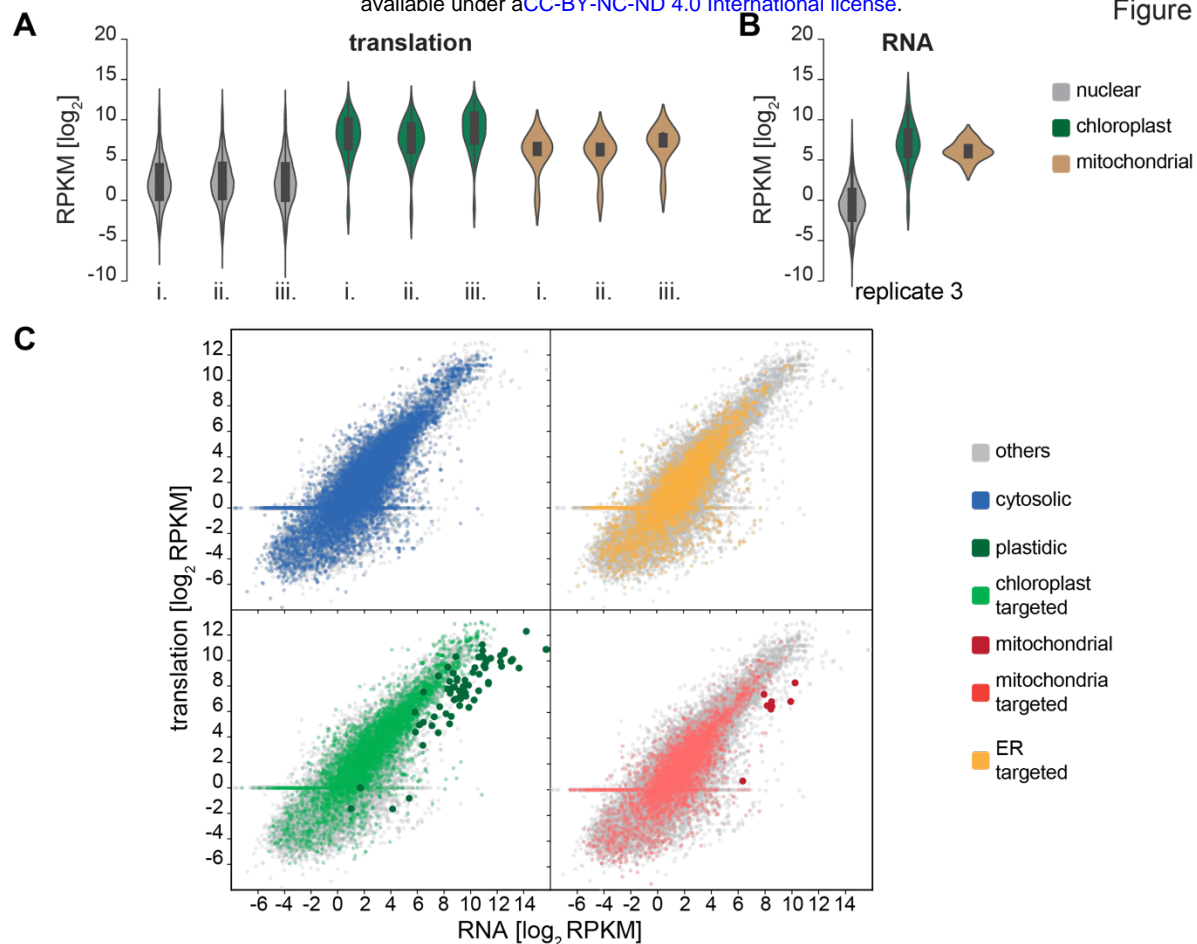 available under aCC-BY-NC-ND 4.0 International license.
Figure
A
translation
RPKM [log2]
20
15
10
5
0
-5
-10
i. ii. iii. i. ii. iii. i. ii. iii.
B
RNA
RPKM [log2]
20
15
10
5
0
-5
-10
replicate 3
nuclear
chloroplast
mitochondrial
C
translation [log2 RPKM]
12
10
8
6
4
2
0
-2
-4
-6
12
10
8
6
4
2
0
-2
-4
-6
-6 -4 -2 0 2 4 6 8 10 12 14 -6 -4 -2 0 2 4 6 8 10 12 14
RNA [log2 RPKM]
others
cytosolic
plastidic
chloroplast
targeted
mitochondrial
mitochondria
targeted
ER
targeted